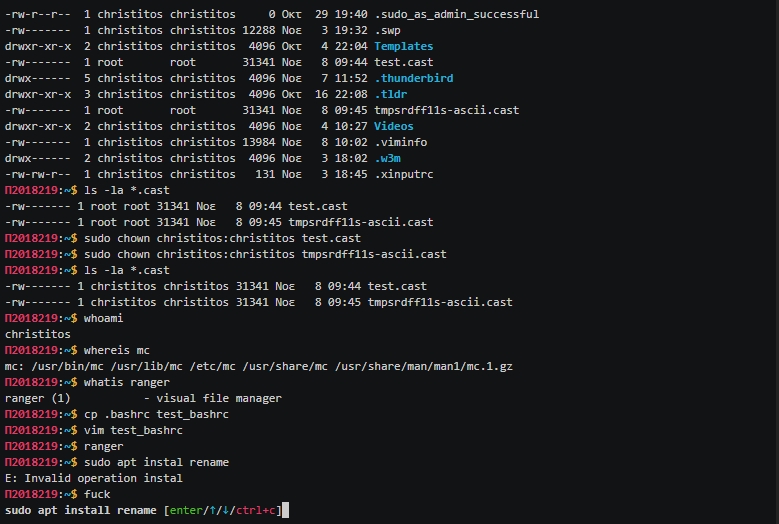 -rw-r--r--  1 christitos christitos     0 Οκτ  29 19:40 .sudo_as_admin_successful
-rw-------  1 christitos christitos 12288 Νοε   3 19:32 .swp
drwxr-xr-x  2 christitos christitos  4096 Οκτ   4 22:04 Templates
-rw-------  1 root       root       31341 Νοε   8 09:44 test.cast
drwx------  5 christitos christitos  4096 Νοε   7 11:52 .thunderbird
drwxr-xr-x  3 christitos christitos  4096 Οκτ  16 22:08 .tldr
-rw-------  1 root       root       31341 Νοε   8 09:45 tmpsrdff11s-ascii.cast
drwxr-xr-x  2 christitos christitos  4096 Νοε   4 10:27 Videos
-rw-------  1 christitos christitos 13984 Νοε   8 10:02 .viminfo
drwx------  2 christitos christitos  4096 Νοε   3 18:02 .w3m
-rw-rw-r--  1 christitos christitos   131 Νοε   3 18:45 .xinputrc
Π2018219:~$ ls -la *.cast
-rw------- 1 root root 31341 Νοε   8 09:44 test.cast
-rw------- 1 root root 31341 Νοε   8 09:45 tmpsrdff11s-ascii.cast
Π2018219:~$ sudo chown christitos:christitos test.cast
Π2018219:~$ sudo chown christitos:christitos tmpsrdff11s-ascii.cast
Π2018219:~$ ls -la *.cast
-rw------- 1 christitos christitos 31341 Νοε   8 09:44 test.cast
-rw------- 1 christitos christitos 31341 Νοε   8 09:45 tmpsrdff11s-ascii.cast
Π2018219:~$ whoami
christitos
Π2018219:~$ whereis mc
mc: /usr/bin/mc /usr/lib/mc /etc/mc /usr/share/mc /usr/share/man/man1/mc.1.gz
Π2018219:~$ whatis ranger
ranger (1)           - visual file manager
Π2018219:~$ cp .bashrc test_bashrc
Π2018219:~$ vim test_bashrc
Π2018219:~$ ranger
Π2018219:~$ sudo apt instal rename
E: Invalid operation instal
Π2018219:~$ fuck
sudo apt install rename [enter/↑/↓/ctrl+c]